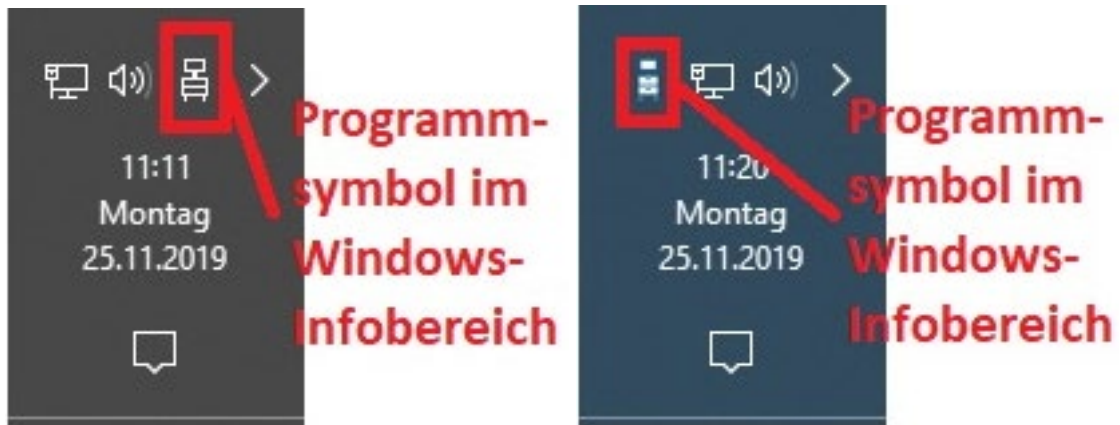 11:11
Montag
25.11.2019
Programm-
symbol im
Windows-
Infobereich
11:20
Montag
25.11.2019
Programm-
symbol im
Windows-
Infobereich